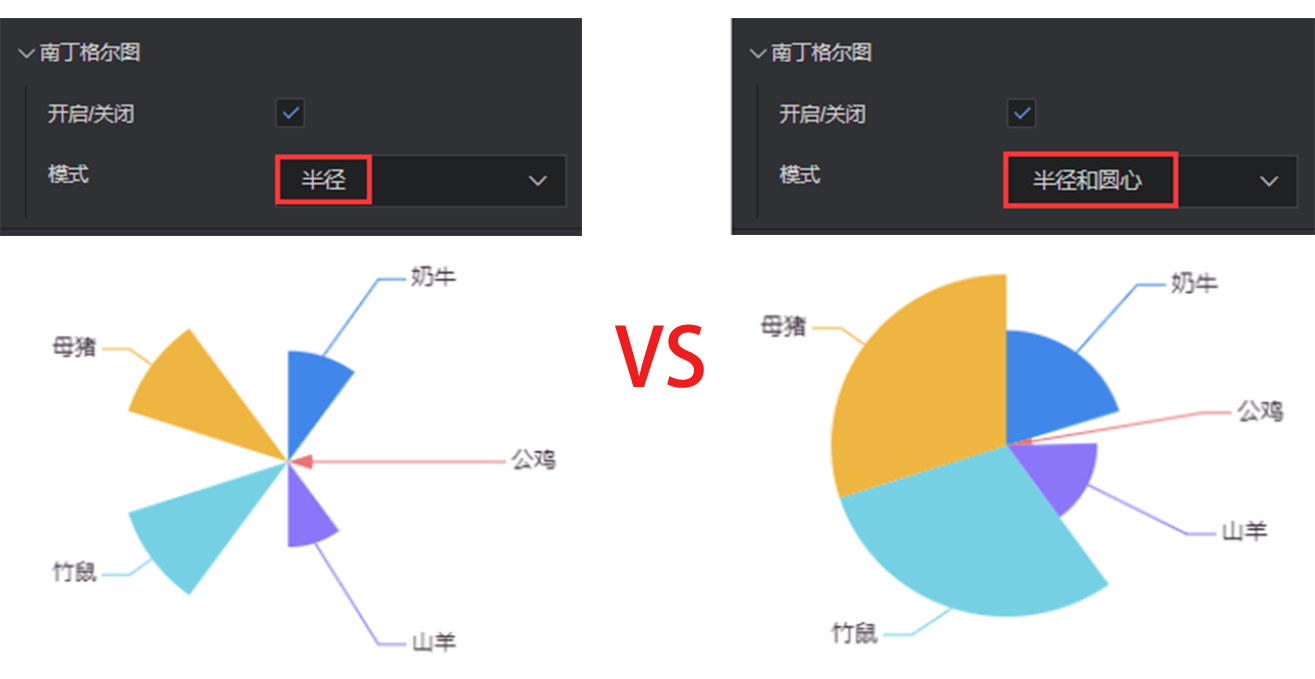 南丁格尔图
开启/关闭
模式
半径
南丁格尔图
开启/关闭
模式
半径和圆心
奶牛
母猪
公鸡
竹鼠
山羊
VS
奶牛
母猪
公鸡
山羊
竹鼠